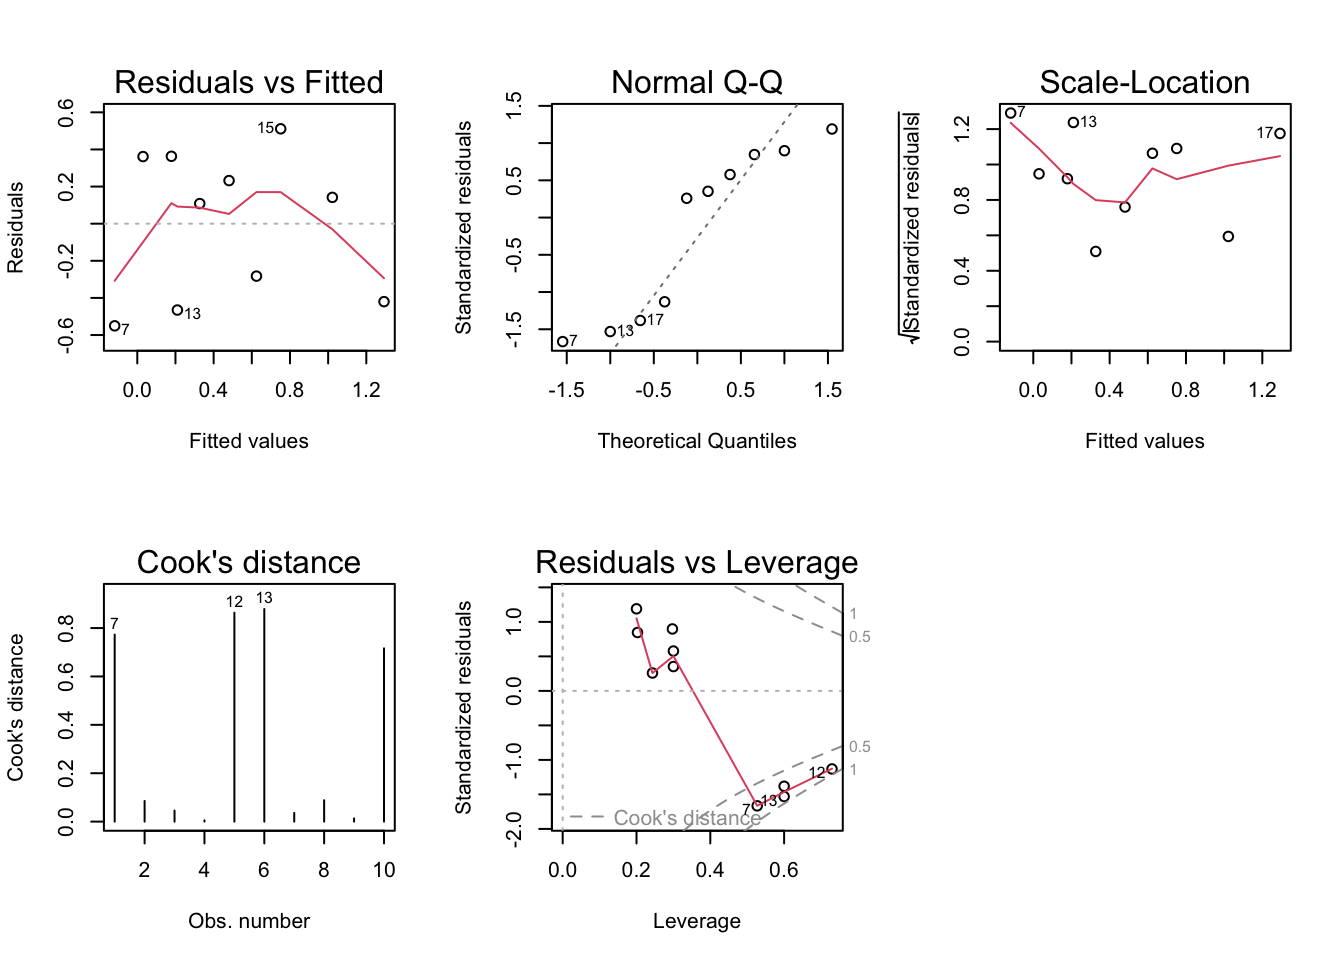 Residuals vs Fitted
Residuals
0.6
0.2
-0.2
-0.6
15
13
7
0.0 0.4 0.8 1.2
Fitted values
Normal Q-Q
Standardized residuals
1.5
0.5
-0.5
-1.5
7
13
17
-1.5 -0.5 0.5 1.5
Theoretical Quantiles
Scale-Location
√|Standardized residuals|
1.2
0.8
0.4
0.0
7
13
17
0.0 0.4 0.8 1.2
Fitted values
Cook's distance
Cook's distance
0.8
0.6
0.4
0.2
0.0
7
12
13
2 4 6 8 10
Obs. number
Residuals vs Leverage
Standardized residuals
1.0
0.0
-1.0
-2.0
1
0.5
0.5
1
12
13
7
Cook's distance
0.0 0.2 0.4 0.6
Leverage